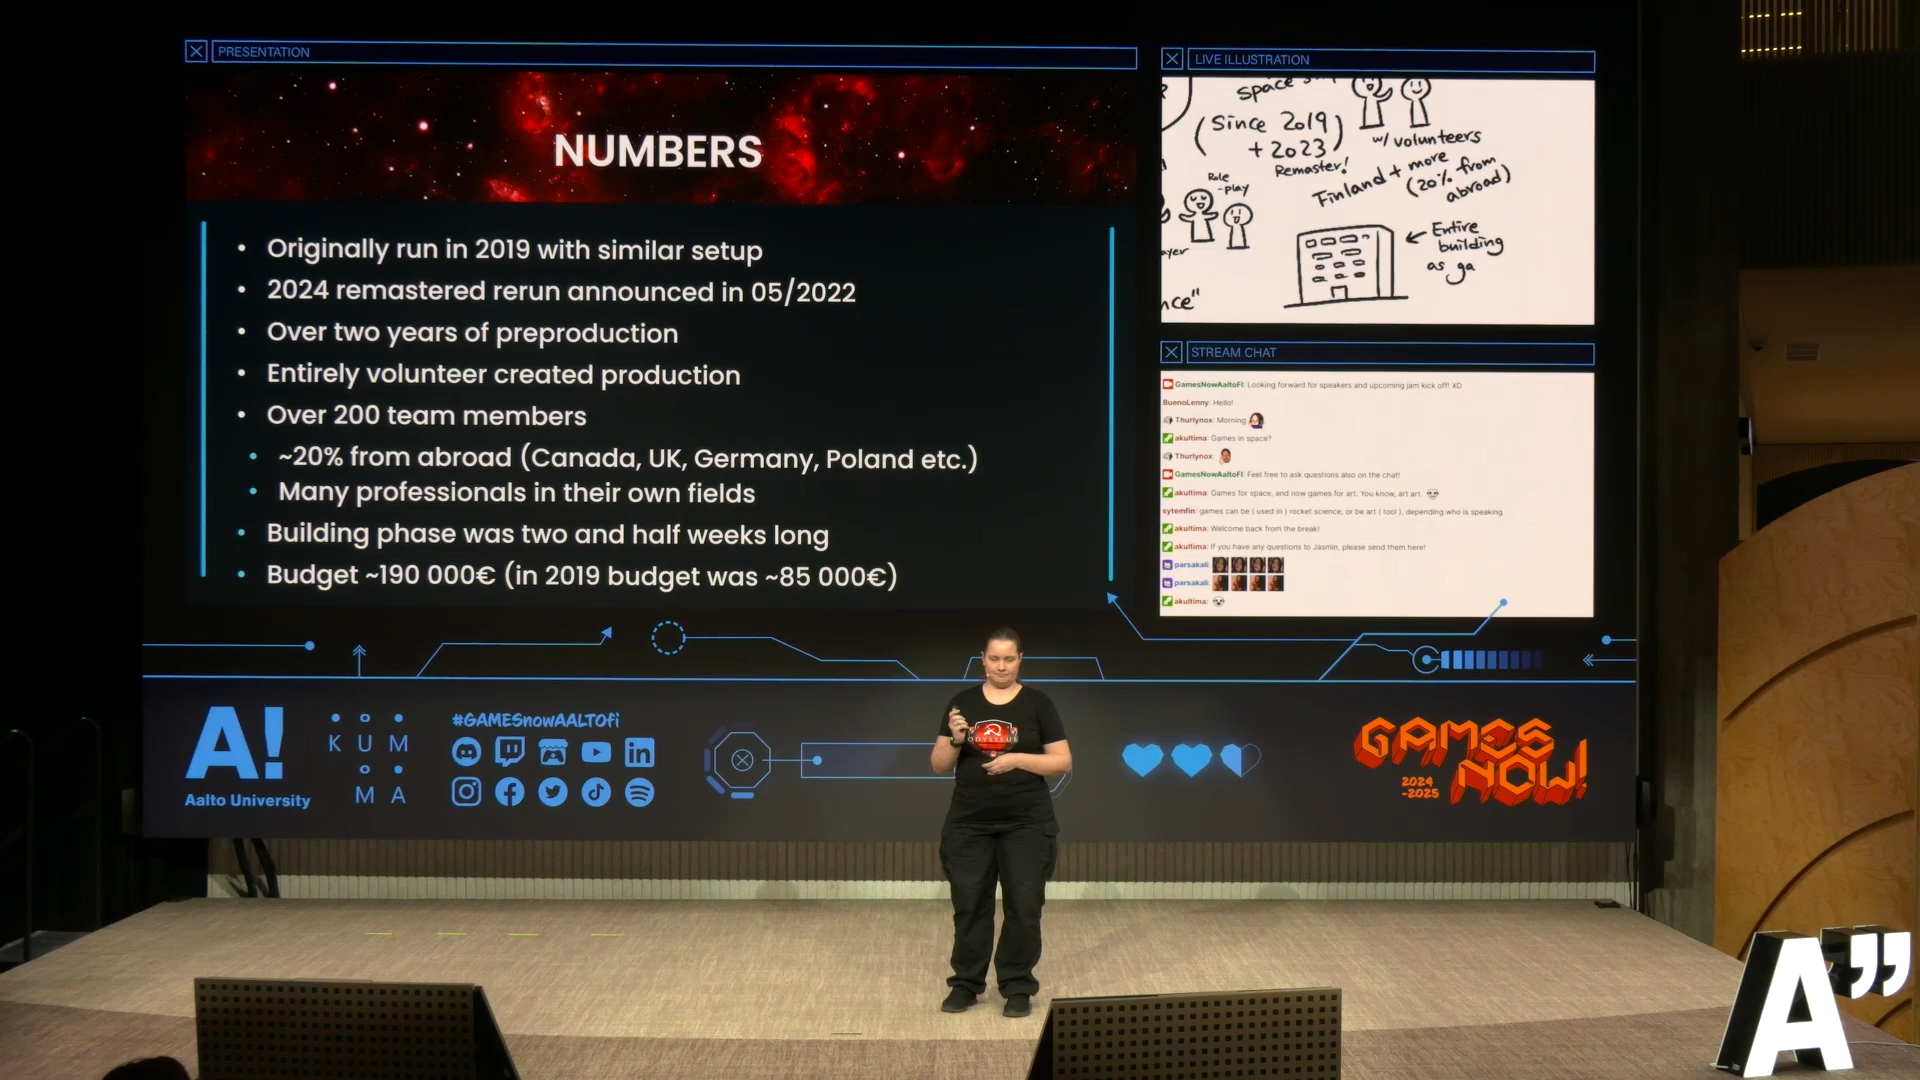 PRESENTATION
NUMBERS
• Originally run in 2019 with similar setup
• 2024 remastered rerun announced in 05/2022
• Over two years of preproduction
• Entirely volunteer created production
• Over 200 team members
• ~20% from abroad (Canada, UK, Germany, Poland etc.)
• Many professionals in their own fields
• Building phase was two and half weeks long
• Budget ~190 000€ (in 2019 budget was ~85 000€)
LIVE ILLUSTRATION
space
(Since 2019
+ 2023)
Remaster!
w/ volunteers
Finland + more
(20% from
abroad)
Role
-play
ayer
nce"
Entire
building
as ga
STREAM CHAT
GamesNowAaltoFI: Looking forward for speakers and upcoming jam kick off! XD
BuenoLenny: Hello!
Thurlynox: Morning
akultima: Games in space?
Thurlynox:
GamesNowAaltoFI: Feel free to ask questions also on the chat!
akultima: Games for space, and now games for art. You know, art art.
sytemfin: games can be ( used in ) rocket science, or be art ( tool ), depending who is speaking
akultima: Welcome back from the break!
akultima: If you have any questions to Jasmin, please send them here!
parsakali:
parsakali:
akultima:
A!
Aalto University
K U M
M A
#GAMESnowAALTOfi
in
ODYSSEUS
GAMES
NOW!
2024
-2025
A"